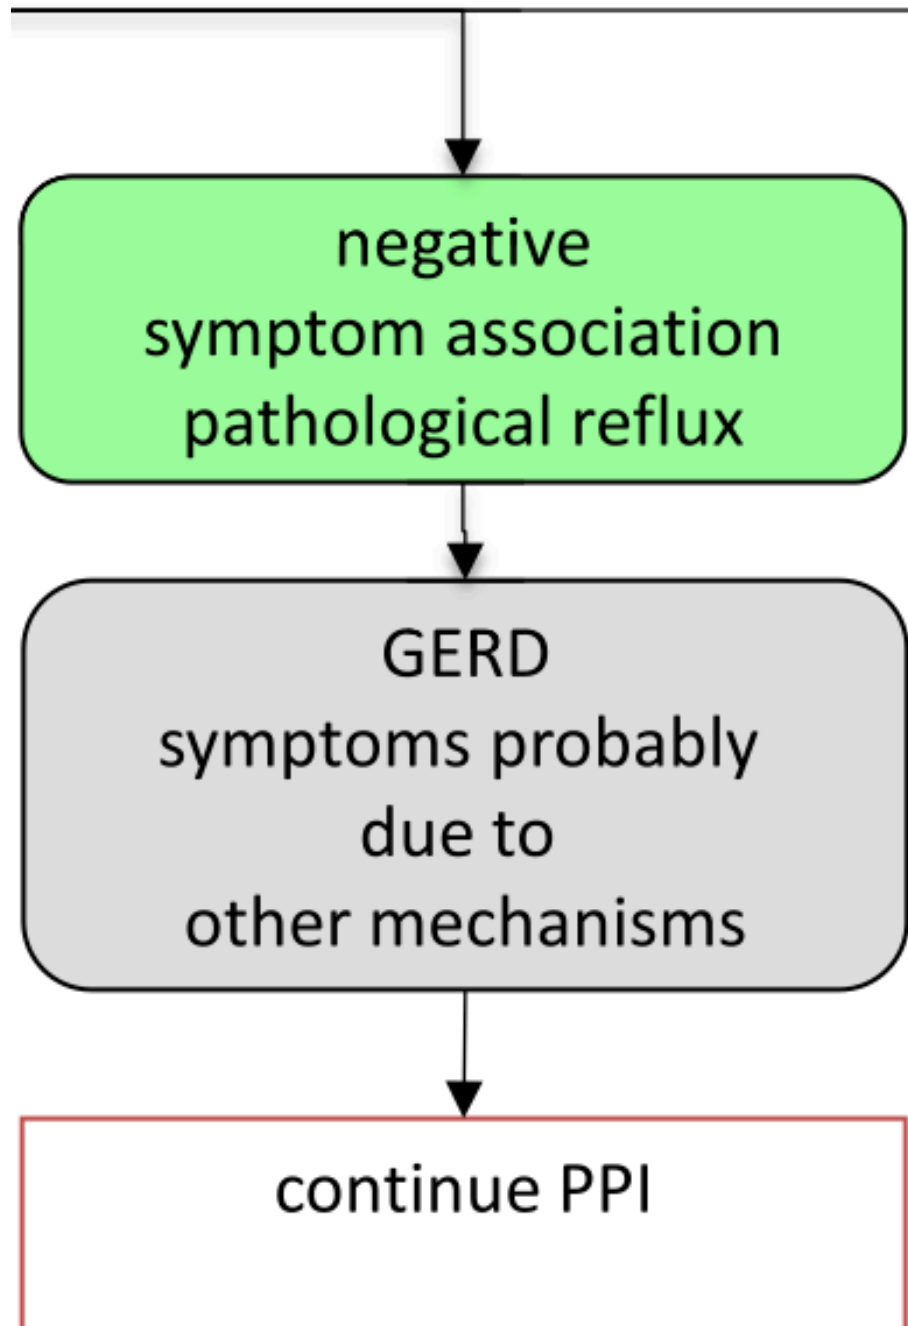 negative
symptom association
pathological reflux
GERD
symptoms probably
due to
other mechanisms
continue PPI